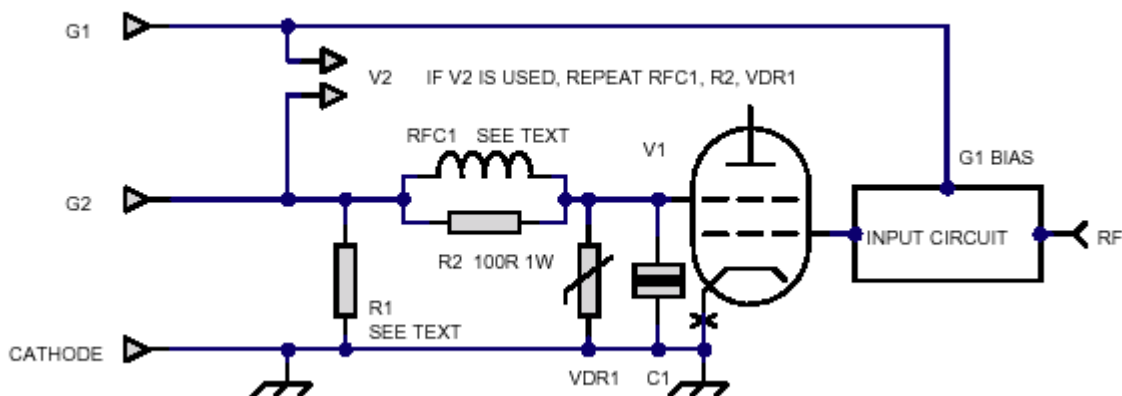 G1
V2 IF V2 IS USED, REPEAT RFC1, R2, VDR1
RFC1 SEE TEXT
V1
G1 BIAS
G2
INPUT CIRCUIT
RF
R2 100R 1W
R1
SEE TEXT
CATHODE
VDR1
C1